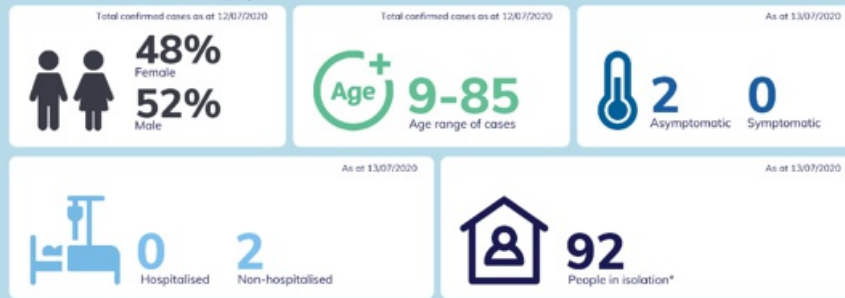 Total confirmed cases as at 12/07/2020
48%
Female
52%
Male
Total confirmed cases as at 12/07/2020
Age
9-85
Age range of cases
As at 13/07/2020
2 0
Asymptomatic Symptomatic
As at 13/07/2020
0 2
Hospitalised Non-hospitalised
As at 13/07/2020
92
People in isolation*